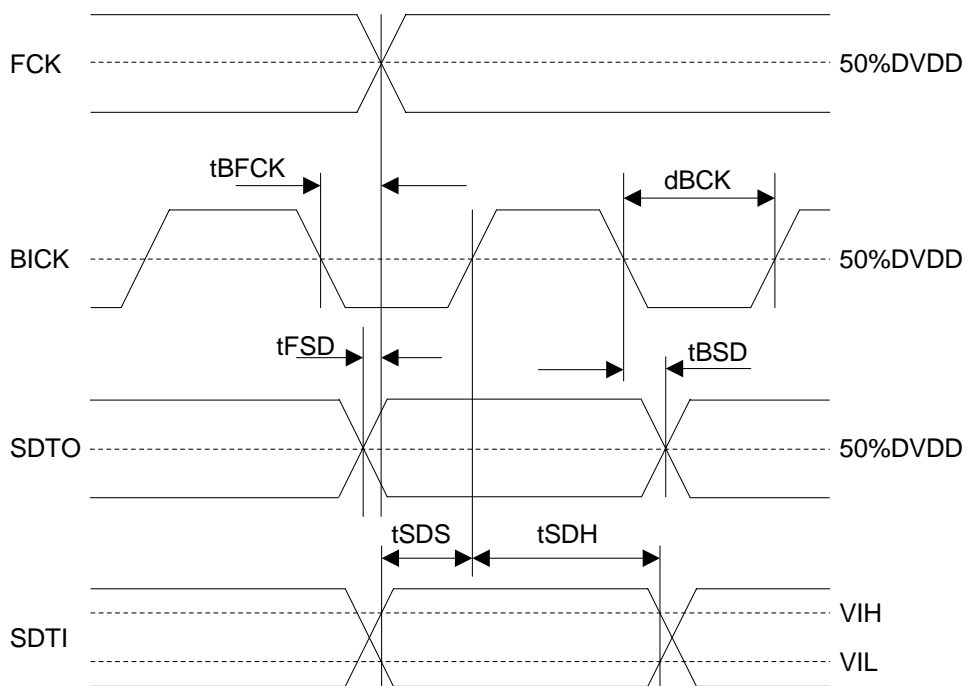 FCK
50%DVDD
tBFCK
dBCK
BICK
50%DVDD
tFSD
tBSD
SDTO
50%DVDD
tSDS
tSDH
VIH
SDTI
VIL